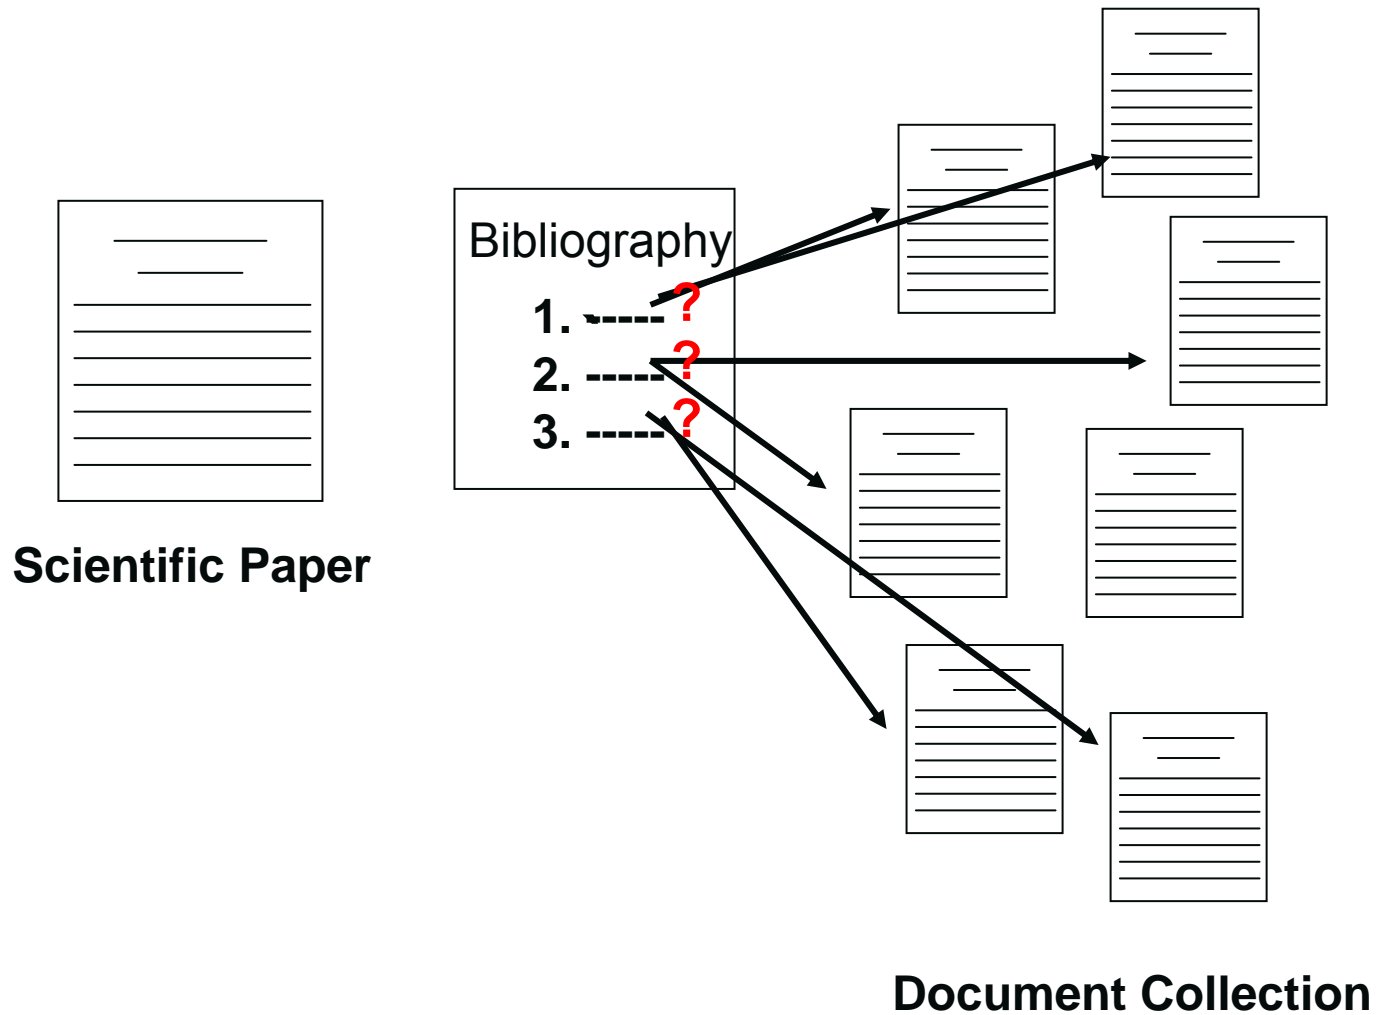 Bibliography
1. ----- ?
2. ----- ?
3. ----- ?
Scientific Paper
Document Collection